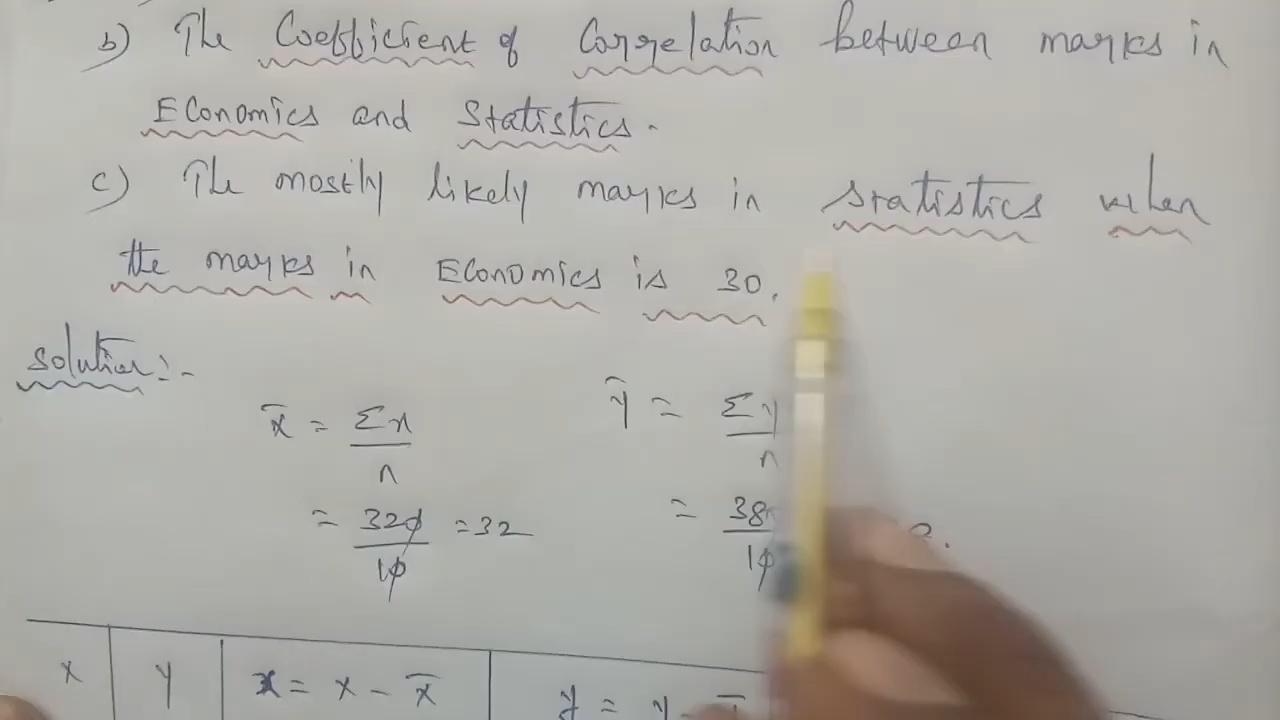 b) The Coefficient of Correlation between marks in
Economics and Statistics.
c) The mostly likely marks in statistics when
the marks in Economics is 30.
Solution:-
x̄ = Σx/n ȳ = Σy/n
= 320/10 = 32 = 38
x y x = x - x̄ y = y -